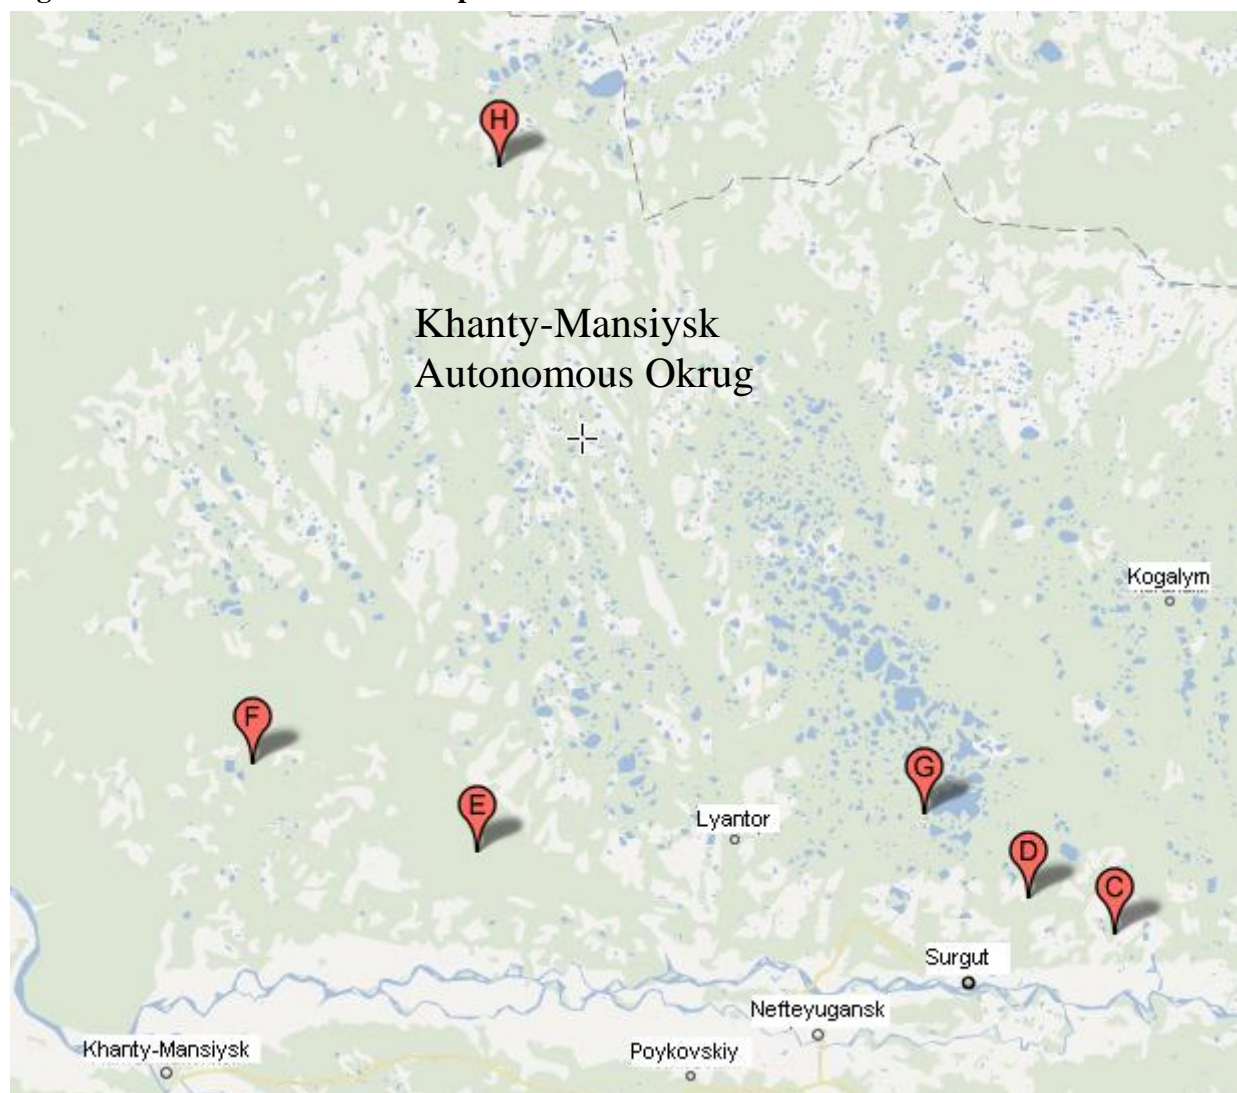 H
Khanty-Mansiysk
Autonomous Okrug
Kogalym
F
G
E
Lyantor
D
C
Surgut
Nefteyugansk
Khanty-Mansiysk
Poykovskiy